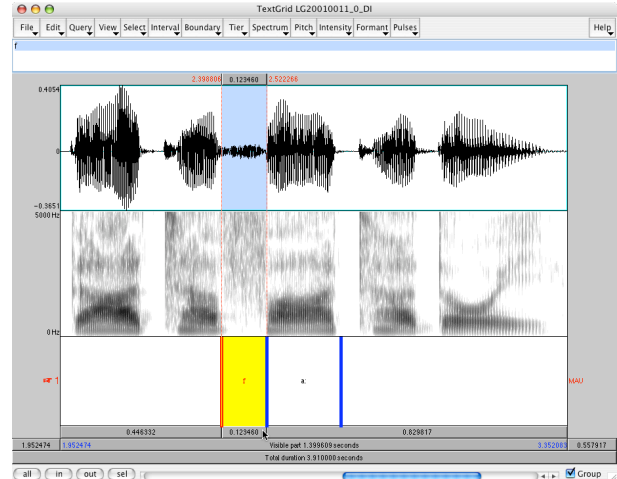 TextGrid LG20010011_0_DI
File Edit Query View Select Interval Boundary Tier Spectrum Pitch Intensity Formant Pulses Help
f
2.398806 0.123460 2.522266
0.4054
0
-0.3651
5000 Hz
0 Hz
1 f a: MAU
0.446332 0.123460 0.829817
1.952474 1.952474 Visible part 1.399609 seconds 3.352083 0.557917
Total duration 3.910000 seconds
all in out sel Group